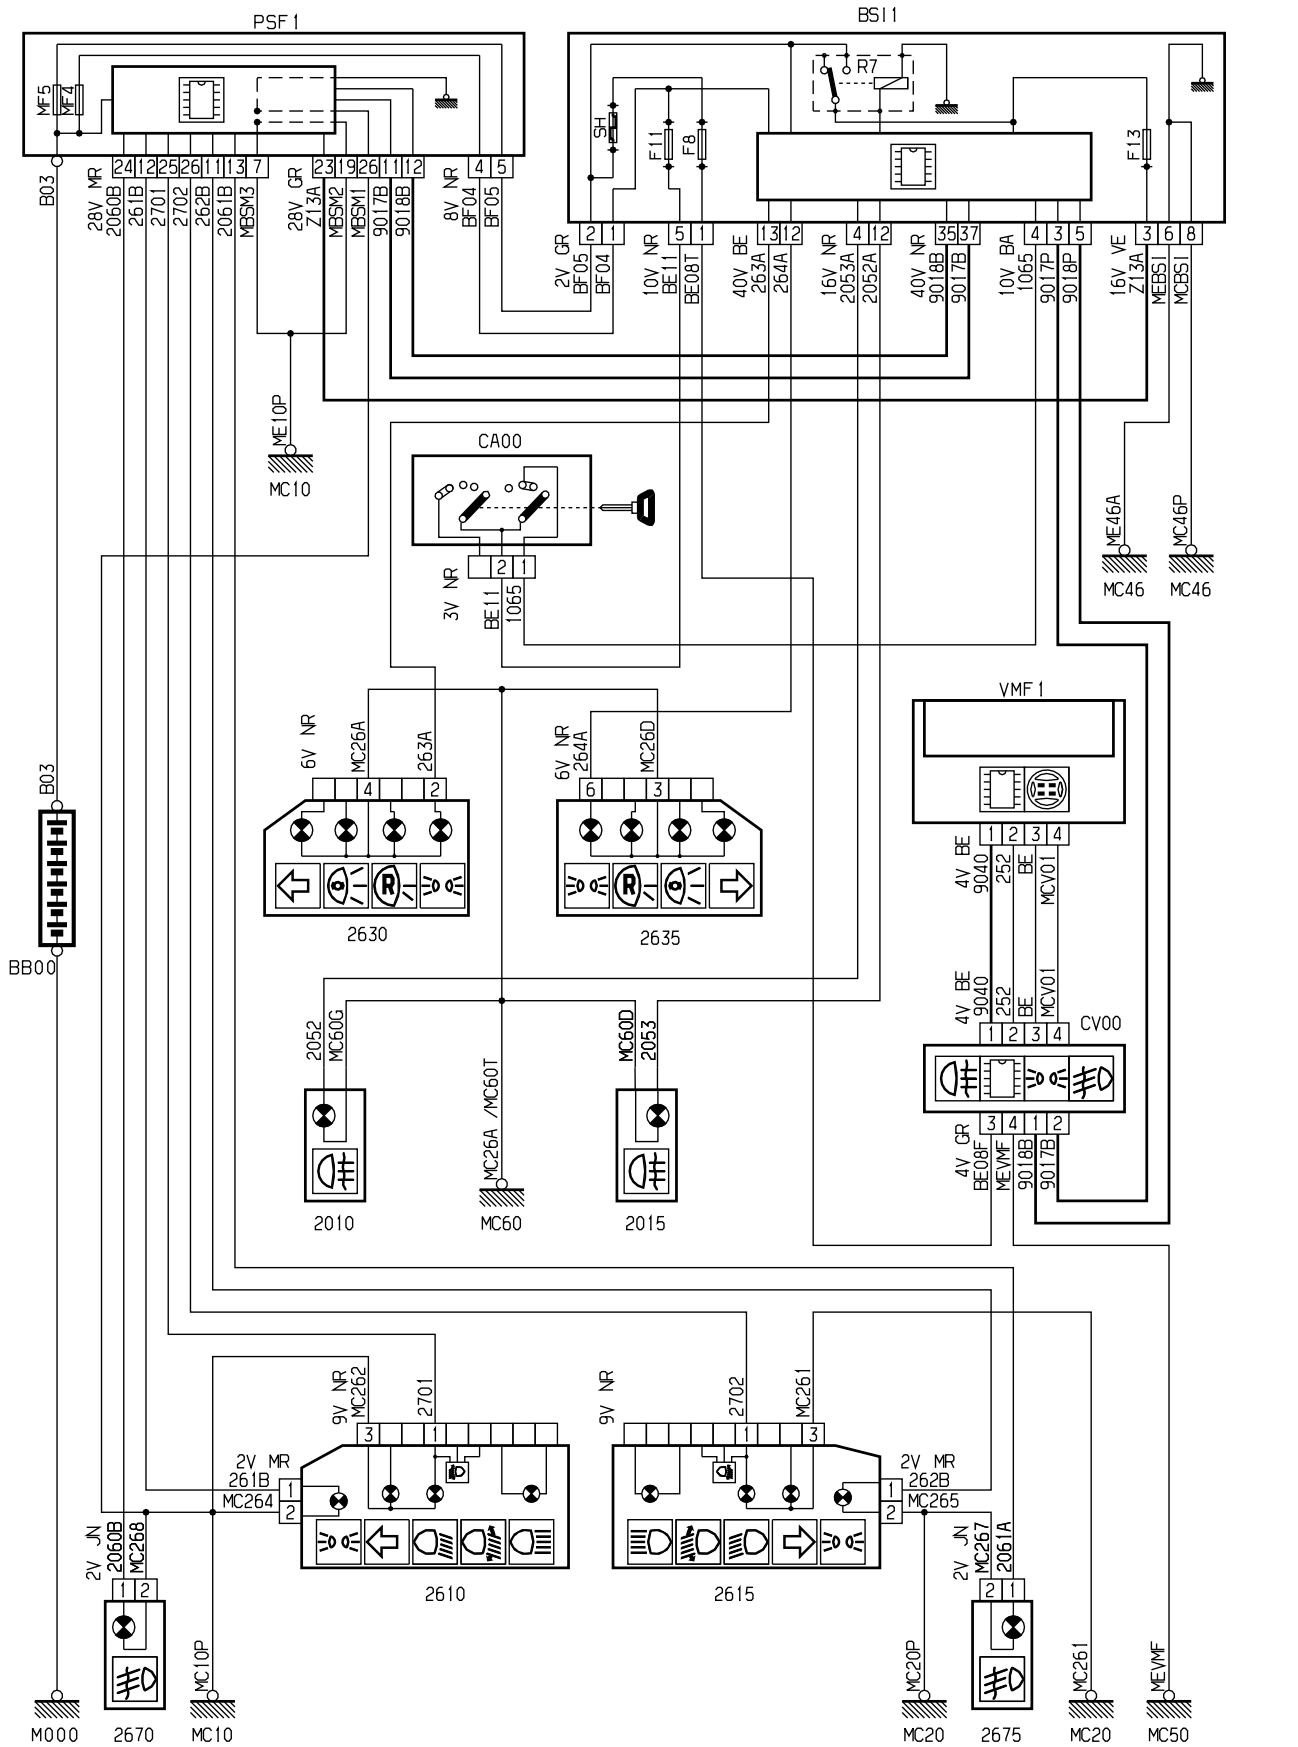 PSF1
BSI1
MF5
MF4
SH
F11
F8
R7
F13
24 12 25 26 11 13 7
23 19 26 11 12
4 5
2 1
5 1
13 12
4 12
35 37
4 3 5
3 6 8
B03
28V MR
2060B
261B
2701
2702
262B
2061B
MBSM3
28V GR
Z13A
MBSM2
MBSM1
9017B
9018B
8V NR
BF04
BF05
2V GR
BF05
BF04
10V NR
BE11
BE08T
40V BE
263A
264A
16V NR
2053A
2052A
40V NR
9018B
9017B
10V BA
1065
9017P
9018P
16V VE
Z13A
MEBSI
MCBSI
ME10P
MC10
CA00
2 1
3V NR
BE11
1065
ME46A
MC46P
MC46
MC46
VMF1
6V NR
MC26A
263A
6V NR
264A
MC26D
4 2
6 3
R
R
2630
2635
B03
BB00
1 2 3 4
4V BE
9040
252
BE
MCV01
4V BE
9040
252
BE
MCV01
1 2 3 4
CV00
3 4 1 2
4V GR
BE08F
MEVMF
9018B
9017B
2052
MC60G
MC60D
2053
MC26A /MC60T
2010
MC60
2015
9V NR
MC262
2701
9V NR
2702
MC261
3 1
1 3
2V MR
261B
MC264
1
2
2V MR
262B
MC265
1
2
2V JN
2060B
MC268
1 2
2V JN
MC267
2061A
2 1
2610
2615
MC10P
MC20P
MC261
MEVMF
M000
2670
MC10
MC20
2675
MC20
MC50